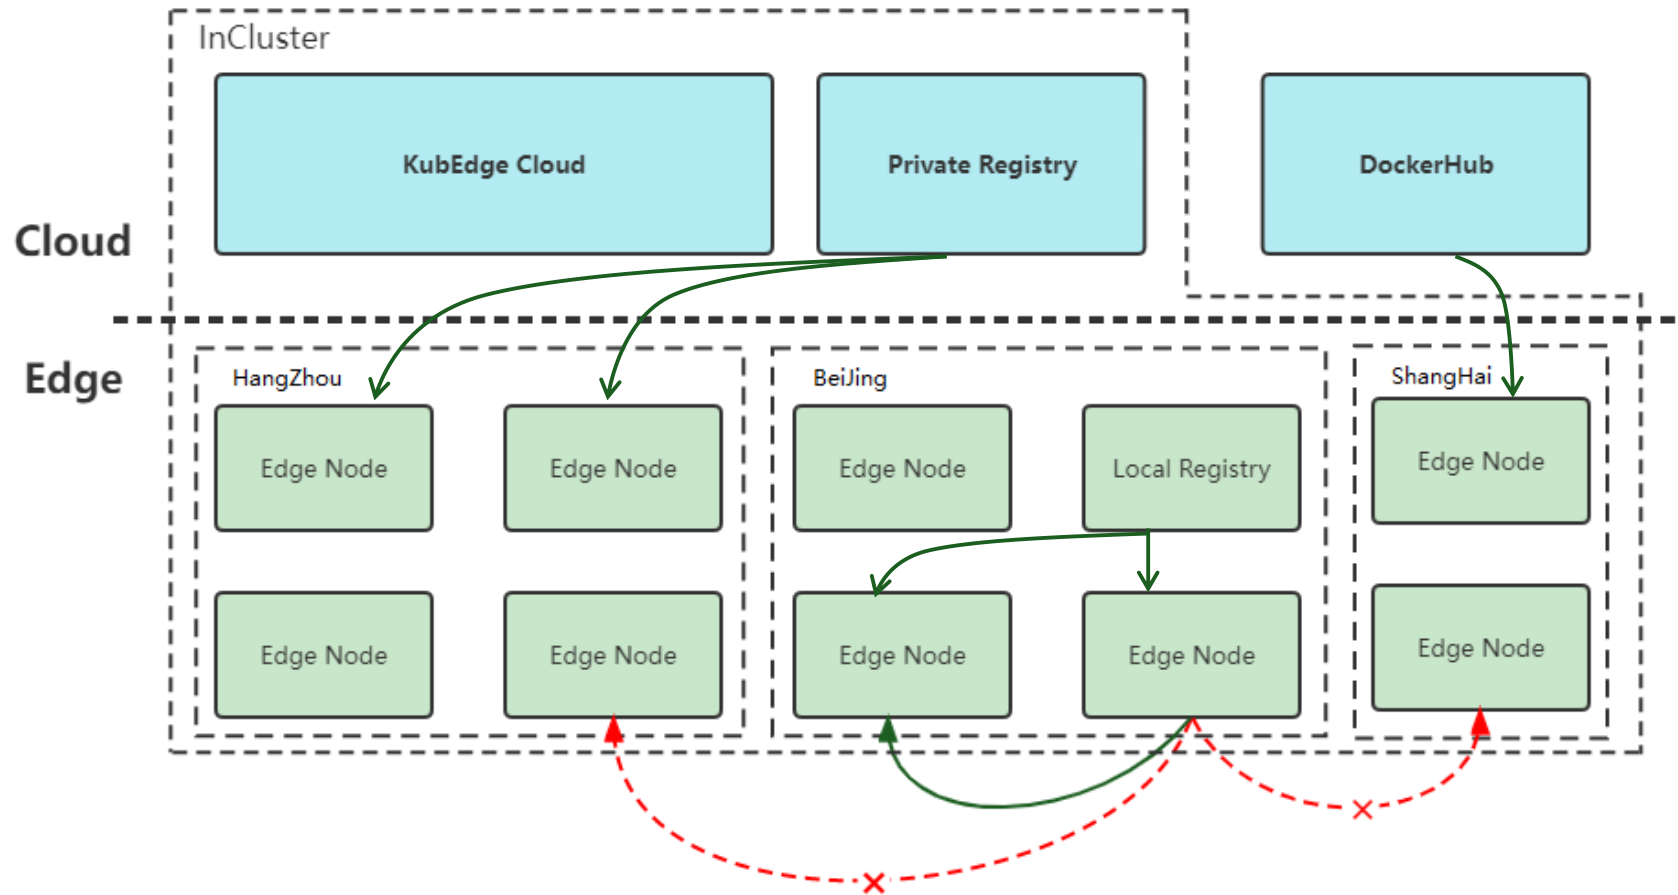 InCluster
KubEdge Cloud
Private Registry
DockerHub
Cloud
Edge
HangZhou
BeiJing
ShangHai
Edge Node
Edge Node
Edge Node
Local Registry
Edge Node
Edge Node
Edge Node
Edge Node
Edge Node
Edge Node